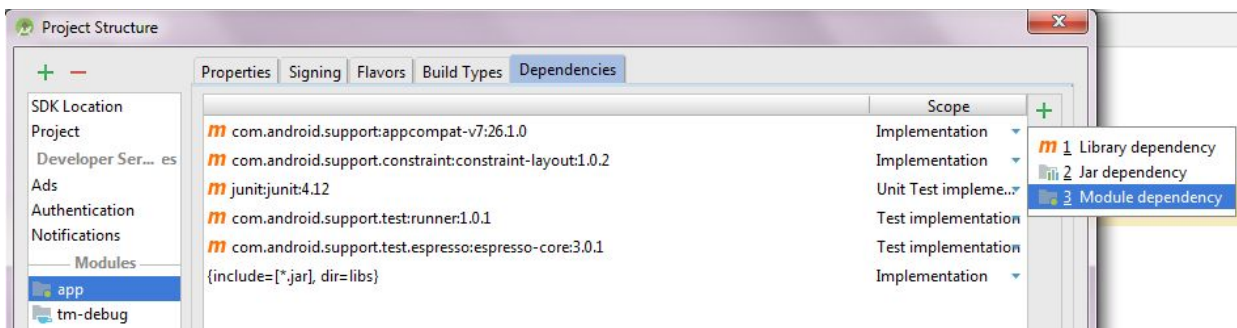 Project Structure
Properties Signing Flavors Build Types Dependencies
SDK Location
Project
Developer Ser... es
Ads
Authentication
Notifications
Modules
app
tm-debug
Scope
m com.android.support:appcompat-v7:26.1.0 Implementation
m com.android.support.constraint:constraint-layout:1.0.2 Implementation
m junit:junit:4.12 Unit Test impleme...
m com.android.support.test:runner:1.0.1 Test implementation
m com.android.support.test.espresso:espresso-core:3.0.1 Test implementation
{include=[*.jar], dir=libs} Implementation
m 1 Library dependency
2 Jar dependency
3 Module dependency